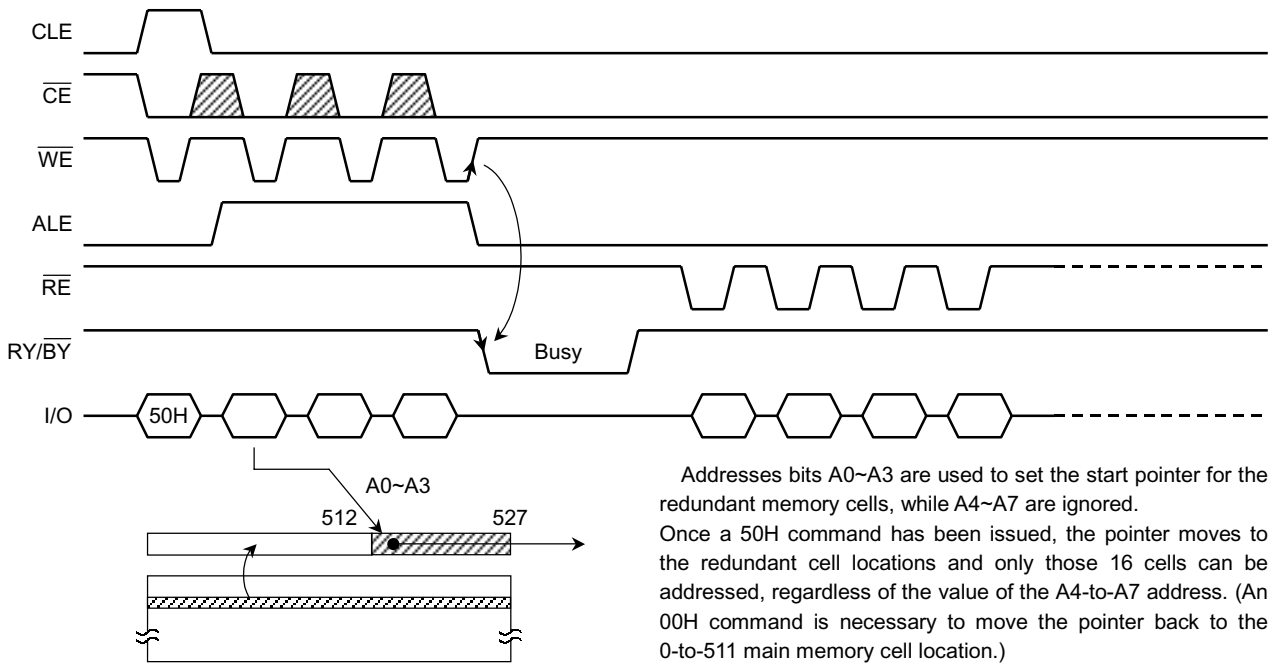 CLE
CE
WE
ALE
RE
RY/BY
Busy
I/O
50H
A0~A3
512
527
Addresses bits A0~A3 are used to set the start pointer for the
redundant memory cells, while A4~A7 are ignored.
Once a 50H command has been issued, the pointer moves to
the redundant cell locations and only those 16 cells can be
addressed, regardless of the value of the A4-to-A7 address. (An
00H command is necessary to move the pointer back to the
0-to-511 main memory cell location.)